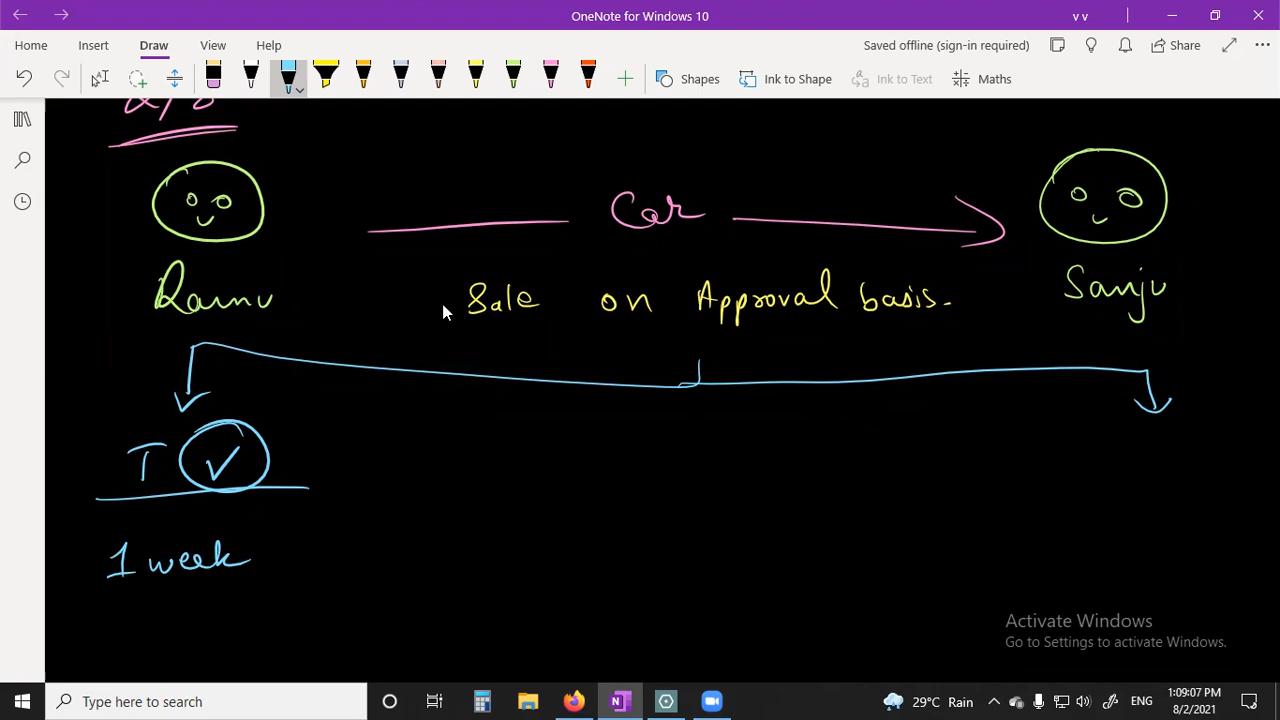 OneNote for Windows 10
v v
Home Insert Draw View Help
Saved offline (sign-in required)
Share
Shapes
Ink to Shape
Ink to Text
Maths
Car
Ramu
Sale on Approval basis.
Sanju
T ✓
1 week
Activate Windows
Go to Settings to activate Windows.
Type here to search
29°C Rain
ENG
1:09:07 PM
8/2/2021